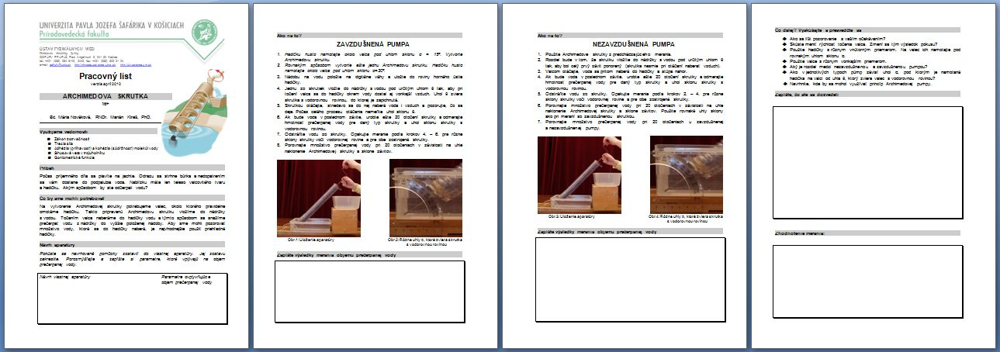 UNIVERZITA PAVLA JOZEFA ŠAFÁRIKA V KOŠICIACH
Prírodovedecká fakulta
ÚSTAV FYZIKÁLNYCH VIED
Pracovný list
verzia apríl 2010
ARCHIMEDOVA SKRUTKA
18+
Bc. Mária Nováková, RNDr. Marián Kireš, PhD.
Využijeme vedomosti
Zákon zotrvačnosti
Trecia sila
Adhézia (priľnavosť) a kohézia (súdržnosť) molekúl vody
Sínusová veta v trojuholníku
Goniometrické funkcie
Príbeh
Počas príjemného dňa sa plavíte na jachte. Odrazu sa strhne búrka a nedopatrením
sa vám dostane do podpalubia voda. Nablízku máte len teleso valcovitého tvaru
a hadičku. Akým spôsobom by ste odčerpali vodu?
Čo by sme mohli potrebovať
Na vytvorenie Archimedovej skrutky potrebujeme valec, okolo ktorého pravidelne
omotáme hadičku. Takto pripravenú Archimedovu skrutku vložíme do nádržky
s vodou. Točením valca naberáme do hadičky vodu a týmto spôsobom sa snažíme
prečerpať vodu z nádržky do vyššie položenej nádoby. Aby sme mohli pozorovať
množstvo vody, ktoré sa do hadičky naberá, je najvhodnejšie použiť priehľadné
hadičky.
Návrh aparatúry
Pokúste sa navrhované pomôcky zostaviť do vlastnej aparatúry. Jej zostavu
zakreslite. Porozmýšľajte a zapíšte si parametre, ktoré vplývajú na objem
prečerpanej vody.
Návrh vlastnej aparatúry
Parametre ovplyvňujúce
objem prečerpanej vody
Ako na to?
ZAVZDUŠNENÁ PUMPA
1. Hadičku husto namotajte okolo valca pod uhlom sklonu α = 15º. Vytvoríte
Archimedovu skrutku.
2. Rovnakým spôsobom vytvorte ešte jednu Archimedovu skrutku. Hadičku husto
namotajte okolo valca pod uhlom sklonu α=30º.
3. Nádobu na vodu položte na digitálne váhy a uložte do roviny horného ústia
hadičky.
4. Jednu zo skrutiek vložte do nádržky s vodou pod určitým uhlom θ tak, aby pri
točení valca sa do hadičky okrem vody dostal aj vonkajší vzduch. Uhol θ zviera
skrutka s vodorovnou rovinou, do ktorej je zapichnutá.
5. Skrutkou otáčajte, striedavo sa do nej naberá voda i vzduch a pozorujte, čo sa
deje. Počas celého procesu otáčania nemeňte uhol sklonu θ.
6. Ak bude voda v poslednom závite, urobte ešte 20 otočení skrutky a odmerajte
hmotnosť prečerpanej vody pre daný typ skrutky a uhol sklonu skrutky s
vodorovnou rovinou.
7. Odstráňte vodu zo skrutky. Opakujte meranie podľa krokov 4. – 6. pre rôzne
sklony skrutky voči vodorovnej rovine a pre obe zostrojené skrutky.
8. Porovnajte množstvo prečerpanej vody pri 20 otočeniach v závislosti na uhle
naklonenie Archimedovej skrutky a sklone závitov.
Obr.1: Uloženie aparatúry
Obr.2: Rôzne uhly θ, ktoré zviera skrutka
s vodorovnou rovinou
Zapíšte výsledky merania objemu prečerpanej vody
Ako na to?
NEZAVZDUŠNENÁ PUMPA
1. Použite Archimedove skrutky z predchádzajúceho merania.
2. Rozdiel bude v tom, že skrutku vložíte do nádržky s vodou pod určitým uhlom θ
tak, aby bol celý prvý závit ponorený (skrutka nesmie pri otáčaní naberať vzduch).
3. Valcom otáčajte, voda sa pritom naberá do hadičky a stúpa nahor.
4. Ak bude voda v poslednom závite, urobte ešte 20 otočení skrutky a odmerajte
hmotnosť prečerpanej vody pre daný typ skrutky a uhol sklonu skrutky s
vodorovnou rovinou.
5. Odstráňte vodu zo skrutky. Opakujte meranie podľa krokov 2. – 4. pre rôzne
sklony skrutky voči vodorovnej rovine a pre obe zostrojené skrutky.
6. Porovnajte množstvo prečerpanej vody pri 20 otočeniach v závislosti na uhle
naklonenie Archimedovej skrutky a sklone závitov. Použite rovnaké uhly sklony
ako pri meraní so zavzdušnenou skrutkou.
7. Porovnajte množstvo prečerpanej vody pri 20 otočeniach u zavzdušnenej
a nezavzdušnenej pumpy.
Obr.3: Uloženie aparatúry
Obr.4: Rôzne uhly θ, ktoré zviera skrutka
s vodorovnou rovinou
Zapíšte výsledky merania objemu prečerpanej vody
Čo ďalej? Vyskúšajte a presvedčte sa
Ako sa líši pozorovanie s vaším očakávaním?
Skúste meniť rýchlosť točenia valca. Zmení sa tým výsledok pokusu?
Použite hadičky s rôznym vnútorným priemerom. Na valec ich namotajte pod
rovnakým uhlom sklonu α.
Použite valce s rôznym vonkajším priemerom.
Aký je rozdiel medzi nezavzdušnenou a zavzdušnenou pumpou?
Ako v jednotlivých typoch púmp závisí uhol α, pod ktorým je namotaná
hadička na valci od uhla θ, ktorý zviera valec s vodorovnou rovinou?
Navrhnite, kde by sa mohol využívať princíp Archimedovej pumpy.
Zapíšte, čo ste sa dozvedeli
Zhodnotenie merania: